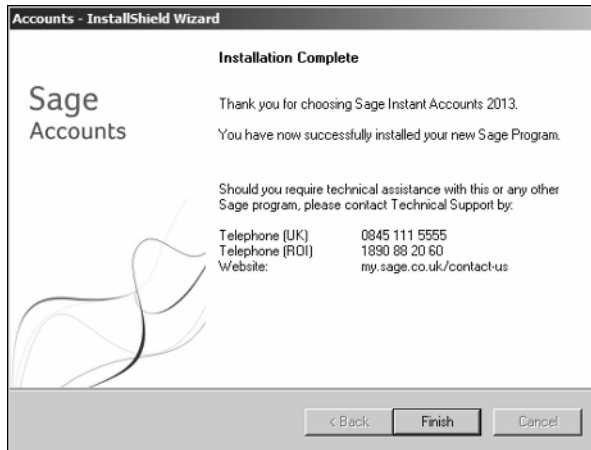 Accounts - InstallShield Wizard
Installation Complete
Sage
Accounts
Thank you for choosing Sage Instant Accounts 2013.
You have now successfully installed your new Sage Program.
Should you require technical assistance with this or any other
Sage program, please contact Technical Support by:
Telephone (UK) 0845 111 5555
Telephone (ROI) 1890 88 20 60
Website: my.sage.co.uk/contact-us
< Back Finish Cancel